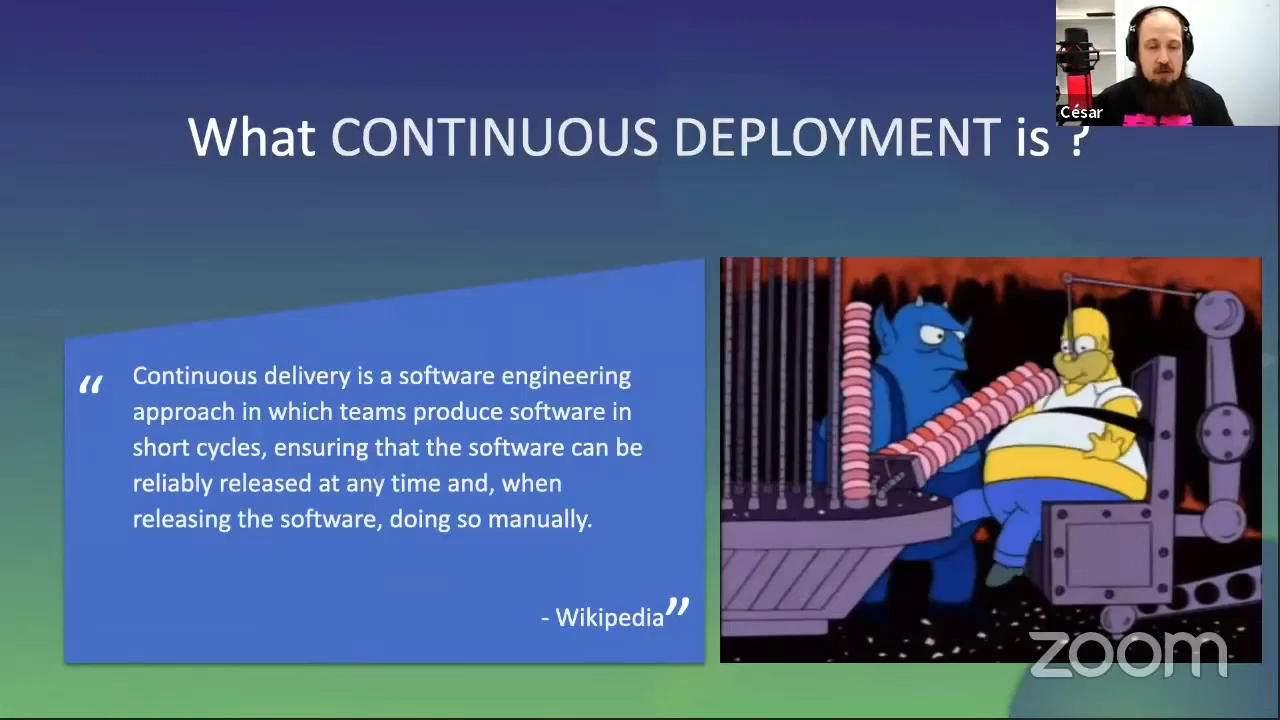 César
What CONTINUOUS DEPLOYMENT is ?
“ Continuous delivery is a software engineering
approach in which teams produce software in
short cycles, ensuring that the software can be
reliably released at any time and, when
releasing the software, doing so manually.
- Wikipedia”
zoom